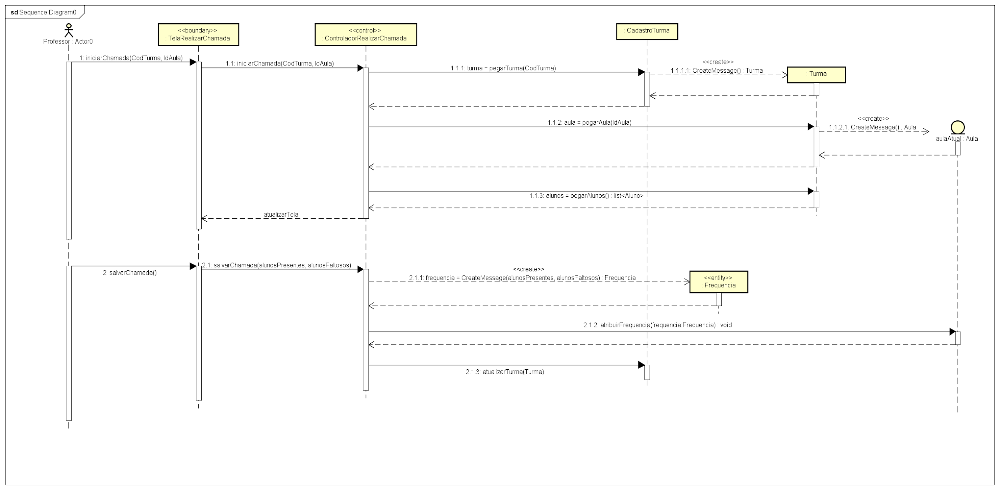 sd Sequence Diagram0
Professor : Actor0
<<boundary>>
: TelaRealizarChamada
<<control>>
: ControladorRealizarChamada
: CadastroTurma
1: iniciarChamada(CodTurma, IdAula)
1.1: iniciarChamada(CodTurma, IdAula)
1.1.1: turma = pegarTurma(CodTurma)
<<create>>
1.1.1.1: CreateMessage() : Turma
: Turma
1.1.2: aula = pegarAula(IdAula)
<<create>>
1.1.2.1: CreateMessage() : Aula
aulaAtual : Aula
1.1.3: alunos = pegarAlunos() : list<Aluno>
atualizarTela
2: salvarChamada()
2.1: salvarChamada(alunosPresentes, alunosFaltosos)
<<create>>
2.1.1: frequencia = CreateMessage(alunosPresentes, alunosFaltosos) : Frequencia
<<entity>>
: Frequencia
2.1.2: atribuirFrequencia(frequencia:Frequencia) : void
2.1.3: atualizarTurma(Turma)